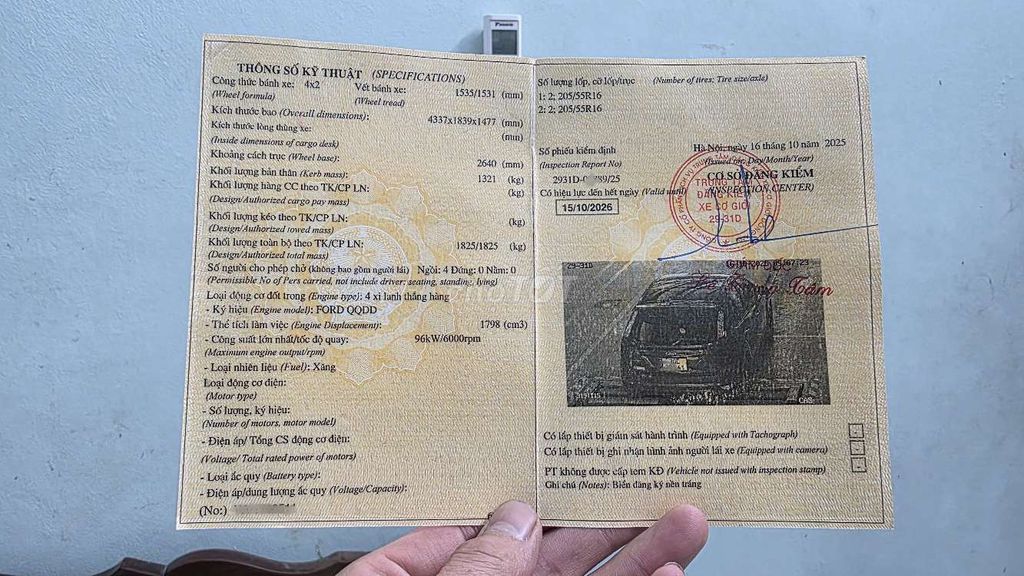 THÔNG SỐ KỸ THUẬT (SPECIFICATIONS)
Công thức bánh xe: 4x2 Vết bánh xe: 1535/1531 (mm)
(Wheel formula) (Wheel tread)
Kích thước bao (Overall dimensions): 4337x1839x1477 (mm)
Kích thước lòng thùng xe: (mm)
(Inside dimensions of cargo desk)
Khoảng cách trục (Wheel base): 2640 (mm)
Khối lượng bản thân (Kerb mass): 1321 (kg)
Khối lượng hàng CC theo TK/CP LN: (kg)
(Design/Authorized cargo pay mass)
Khối lượng kéo theo TK/CP LN: (kg)
(Design/Authorized towed mass)
Khối lượng toàn bộ theo TK/CP LN: 1825/1825 (kg)
(Design/Authorized total mass)
Số người cho phép chở (không bao gồm người lái) Ngồi: 4 Đứng: 0 Nằm: 0
(Permissible No of Pers carried, not include driver: seating, standing, lying)
Loại động cơ đốt trong (Engine type): 4 xi lanh thẳng hàng
- Ký hiệu (Engine model): FORD QQDD
- Thể tích làm việc (Engine Displacement): 1798 (cm3)
- Công suất lớn nhất/tốc độ quay: 96kW/6000rpm
(Maximum engine output/rpm)
- Loại nhiên liệu (Fuel): Xăng
Loại động cơ điện:
(Motor type)
- Số lượng, ký hiệu:
(Number of motors, motor model)
- Điện áp/ Tổng CS động cơ điện:
(Voltage/ Total rated power of motors)
- Loại ắc quy (Battery type):
- Điện áp/dung lượng ắc quy (Voltage/Capacity):
(No:)
Số lượng lốp, cỡ lốp/trục (Number of tires; Tire size/axle)
1: 2; 205/55R16
2: 2; 205/55R16
Số phiếu kiểm định
(Inspection Report No)
2931D-
89/25
Có hiệu lực đến hết ngày (Valid until)
15/10/2026
Hà Nội, ngày 16 tháng 10 năm 2025
(Issued on: Day/Month/Year)
CƠ SỞ ĐĂNG KIỂM
(INSPECTION CENTER)
TRUNG TÂM
ĐĂNG KIỂM
XE CƠ GIỚI
29-31D
29-31D
Có lắp thiết bị giám sát hành trình (Equipped with Tachograph)
Có lắp thiết bị ghi nhận hình ảnh người lái xe (Equipped with camera)
PT không được cấp tem KĐ (Vehicle not issued with inspection stamp)
Ghi chú (Notes): Biển đăng ký nền trắng